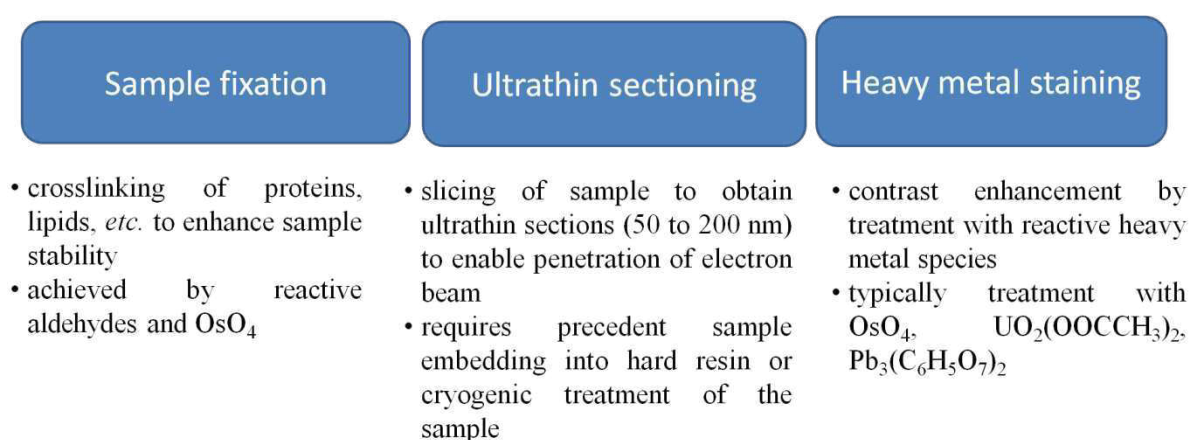 Sample fixation
• crosslinking of proteins,
lipids, etc. to enhance sample
stability
• achieved by reactive
aldehydes and OsO₄
Ultrathin sectioning
• slicing of sample to obtain
ultrathin sections (50 to 200 nm)
to enable penetration of electron
beam
• requires precedent sample
embedding into hard resin or
cryogenic treatment of the
sample
Heavy metal staining
• contrast enhancement by
treatment with reactive heavy
metal species
• typically treatment with
OsO₄, UO₂(OOCCH₃)₂,
Pb₃(C₆H₅O₇)₂